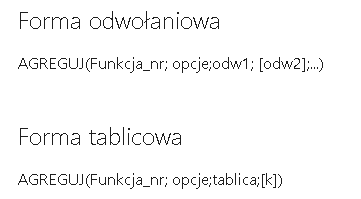 Forma odwołaniowa
AGREGUJ(Funkcja_nr; opcje;odw1; [odw2];...)
Forma tablicowa
AGREGUJ(Funkcja_nr; opcje;tablica;[k])